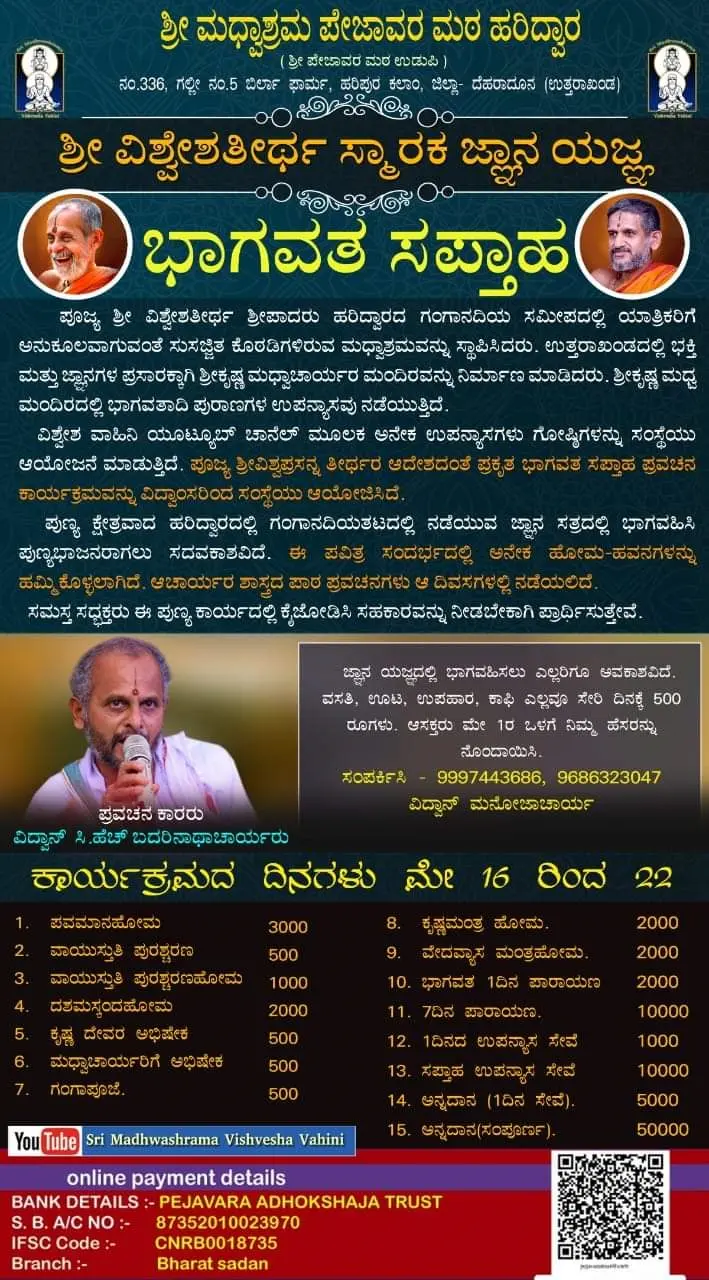 ಶ್ರೀ ಮಧ್ವಾಶ್ರಮ ಪೇಜಾವರ ಮಠ ಹರಿದ್ವಾರ
( ಶ್ರೀ ಪೇಜಾವರ ಮಠ ಉಡುಪಿ )
ನಂ.336, ಗಲ್ಲೀ ನಂ.5 ಬಿರ್ಲಾ ಫಾರ್ಮ, ಹರಿಪುರ ಕಲಾಂ, ಜಿಲ್ಲಾ- ದೆಹರಾದೂನ (ಉತ್ತರಾಖಂಡ)
Sri Madhwashrama
Vishvesha Vahini
Sri Madhwashrama
Vishvesha Vahini
ಶ್ರೀ ವಿಶ್ವೇಶತೀರ್ಥ ಸ್ಮಾರಕ ಜ್ಞಾನ ಯಜ್ಞ
ಭಾಗವತ ಸಪ್ತಾಹ
ಪೂಜ್ಯ ಶ್ರೀ ವಿಶ್ವೇಶತೀರ್ಥ ಶ್ರೀಪಾದರು ಹರಿದ್ವಾರದ ಗಂಗಾನದಿಯ ಸಮೀಪದಲ್ಲಿ ಯಾತ್ರಿಕರಿಗೆ
ಅನುಕೂಲವಾಗುವಂತೆ ಸುಸಜ್ಜಿತ ಕೊಠಡಿಗಳಿರುವ ಮಧ್ವಾಶ್ರಮವನ್ನು ಸ್ಥಾಪಿಸಿದರು. ಉತ್ತರಾಖಂಡದಲ್ಲಿ ಭಕ್ತಿ
ಮತ್ತು ಜ್ಞಾನಗಳ ಪ್ರಸಾರಕ್ಕಾಗಿ ಶ್ರೀಕೃಷ್ಣ ಮಧ್ವಾಚಾರ್ಯರ ಮಂದಿರವನ್ನು ನಿರ್ಮಾಣ ಮಾಡಿದರು. ಶ್ರೀಕೃಷ್ಣ ಮಧ್ವ
ಮಂದಿರದಲ್ಲಿ ಭಾಗವತಾದಿ ಪುರಾಣಗಳ ಉಪನ್ಯಾಸವು ನಡೆಯುತ್ತಿದೆ.
ವಿಶ್ವೇಶ ವಾಹಿನಿ ಯೂಟ್ಯೂಬ್ ಚಾನೆಲ್ ಮೂಲಕ ಅನೇಕ ಉಪನ್ಯಾಸಗಳು ಗೋಷ್ಠಿಗಳನ್ನು ಸಂಸ್ಥೆಯು
ಆಯೋಜನೆ ಮಾಡುತ್ತಿದೆ. ಪೂಜ್ಯ ಶ್ರೀವಿಶ್ವಪ್ರಸನ್ನ ತೀರ್ಥರ ಆದೇಶದಂತೆ ಪ್ರಕೃತ ಭಾಗವತ ಸಪ್ತಾಹ ಪ್ರವಚನ
ಕಾರ್ಯಕ್ರಮವನ್ನು ವಿದ್ವಾಂಸರಿಂದ ಸಂಸ್ಥೆಯು ಆಯೋಜಿಸಿದೆ.
ಪುಣ್ಯ ಕ್ಷೇತ್ರವಾದ ಹರಿದ್ವಾರದಲ್ಲಿ ಗಂಗಾನದಿಯತಟದಲ್ಲಿ ನಡೆಯುವ ಜ್ಞಾನ ಸತ್ರದಲ್ಲಿ ಭಾಗವಹಿಸಿ
ಪುಣ್ಯಭಾಜನರಾಗಲು ಸದವಕಾಶವಿದೆ. ಈ ಪವಿತ್ರ ಸಂದರ್ಭದಲ್ಲಿ ಅನೇಕ ಹೋಮ-ಹವನಗಳನ್ನು
ಹಮ್ಮಿಕೊಳ್ಳಲಾಗಿದೆ. ಆಚಾರ್ಯರ ಶಾಸ್ತ್ರದ ಪಾಠ ಪ್ರವಚನಗಳು ಆ ದಿವಸಗಳಲ್ಲಿ ನಡೆಯಲಿದೆ.
ಸಮಸ್ತ ಸದ್ಭಕ್ತರು ಈ ಪುಣ್ಯ ಕಾರ್ಯದಲ್ಲಿ ಕೈಜೋಡಿಸಿ ಸಹಕಾರವನ್ನು ನೀಡಬೇಕಾಗಿ ಪ್ರಾರ್ಥಿಸುತ್ತೇವೆ.
ಜ್ಞಾನ ಯಜ್ಞದಲ್ಲಿ ಭಾಗವಹಿಸಲು ಎಲ್ಲರಿಗೂ ಅವಕಾಶವಿದೆ.
ವಸತಿ, ಊಟ, ಉಪಹಾರ, ಕಾಫಿ ಎಲ್ಲವೂ ಸೇರಿ ದಿನಕ್ಕೆ 500
ರೂಗಳು. ಆಸಕ್ತರು ಮೇ 1ರ ಒಳಗೆ ನಿಮ್ಮ ಹೆಸರನ್ನು
ನೊಂದಾಯಿಸಿ.
ಸಂಪರ್ಕಿಸಿ - 9997443686, 9686323047
ವಿದ್ವಾನ್ ಮನೋಜಾಚಾರ್ಯ
ಪ್ರವಚನ ಕಾರರು
ವಿದ್ವಾನ್ ಸಿ.ಹೆಚ್ ಬದರಿನಾಥಾಚಾರ್ಯರು
ಕಾರ್ಯಕ್ರಮದ ದಿನಗಳು ಮೇ 16 ರಿಂದ 22
1. ಪವಮಾನಹೋಮ 3000
2. ವಾಯುಸ್ತುತಿ ಪುರಶ್ಚರಣ 500
3. ವಾಯುಸ್ತುತಿ ಪುರಶ್ಚರಣಹೋಮ 1000
4. ದಶಮಸ್ಕಂದಹೋಮ 2000
5. ಕೃಷ್ಣ ದೇವರ ಅಭಿಷೇಕ 500
6. ಮಧ್ವಾಚಾರ್ಯರಿಗೆ ಅಭಿಷೇಕ 500
7. ಗಂಗಾಪೂಜೆ. 500
8. ಕೃಷ್ಣಮಂತ್ರ ಹೋಮ. 2000
9. ವೇದವ್ಯಾಸ ಮಂತ್ರಹೋಮ. 2000
10. ಭಾಗವತ 1ದಿನ ಪಾರಾಯಣ 2000
11. 7ದಿನ ಪಾರಾಯಣ. 10000
12. 1ದಿನದ ಉಪನ್ಯಾಸ ಸೇವೆ 1000
13. ಸಪ್ತಾಹ ಉಪನ್ಯಾಸ ಸೇವೆ 10000
14. ಅನ್ನದಾನ (1ದಿನ ಸೇವೆ). 5000
15. ಅನ್ನದಾನ(ಸಂಪೂರ್ಣ). 50000
YouTube Sri Madhwashrama Vishvesha Vahini
online payment details
BANK DETAILS :- PEJAVARA ADHOKSHAJA TRUST
S. B. A/C NO :- 87352010023970
IFSC Code :- CNRB0018735
Branch :- Bharat sadan